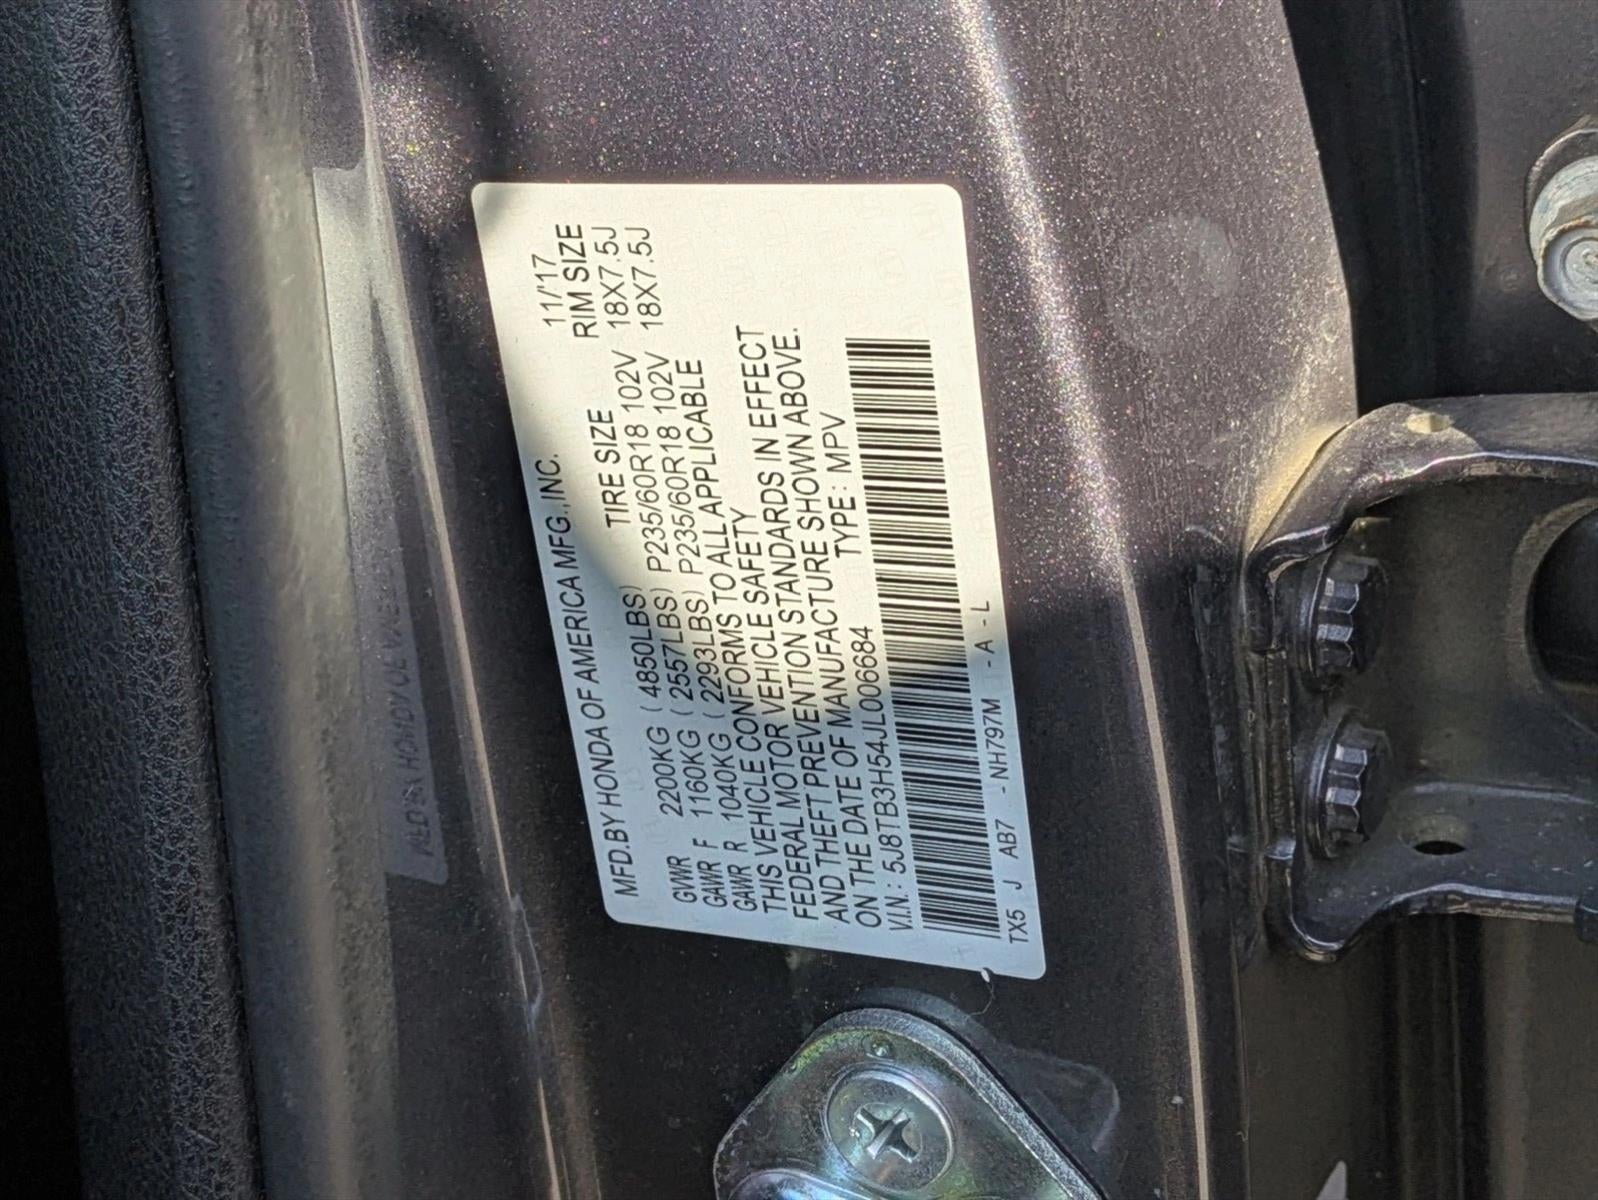 MFD.BY HONDA OF AMERICA MFG.,INC. 11/'17
TIRE SIZE RIM SIZE
GVWR 2200KG ( 4850LBS) P235/60R18 102V 18X7.5J
GAWR F 1160KG ( 2557LBS) P235/60R18 102V 18X7.5J
GAWR R 1040KG ( 2293LBS) ALL APPLICABLE
THIS VEHICLE CONFORMS TO ALL APPLICABLE
FEDERAL MOTOR VEHICLE SAFETY
AND THEFT PREVENTION STANDARDS IN EFFECT
ON THE DATE OF MANUFACTURE SHOWN ABOVE.
V.I.N.: 5J8TB3H54JL006684 TYPE: MPV
TX5 J AB7 -NH797M T-A-L